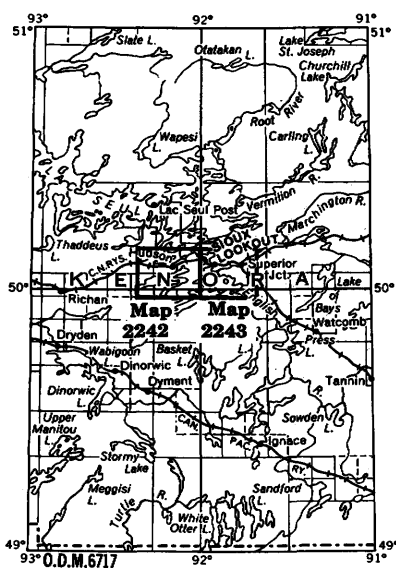 93° 92° 91°
51° 51°
Slate L.
Otatakan L.
Lake St. Joseph
Churchill Lake
Root River
Carling L.
Wapesi L.
SEUL
Vermilion R.
Lac Seul Post
Marchington R.
Thaddeus L.
SIOUX LOOKOUT
Hudson
C.N.RYS.
Superior Jct.
KENORA
Lake of Bays
50° 50°
Richan
English
Map 2242
Map 2243
Watcomb
Press L.
Dryden
Wabigoon L.
Dinorwic
Basket L.
L.
Tannin
Dinorwic L.
Dyment
R.
Sowden L.
Upper Manitou L.
CAN. PAC. RY.
Ignace
Stormy Lake
Meggisi L.
Sandford L.
Turtle R.
White Otter L.
49° 49°
93° 92° 91°
O.D.M.6717